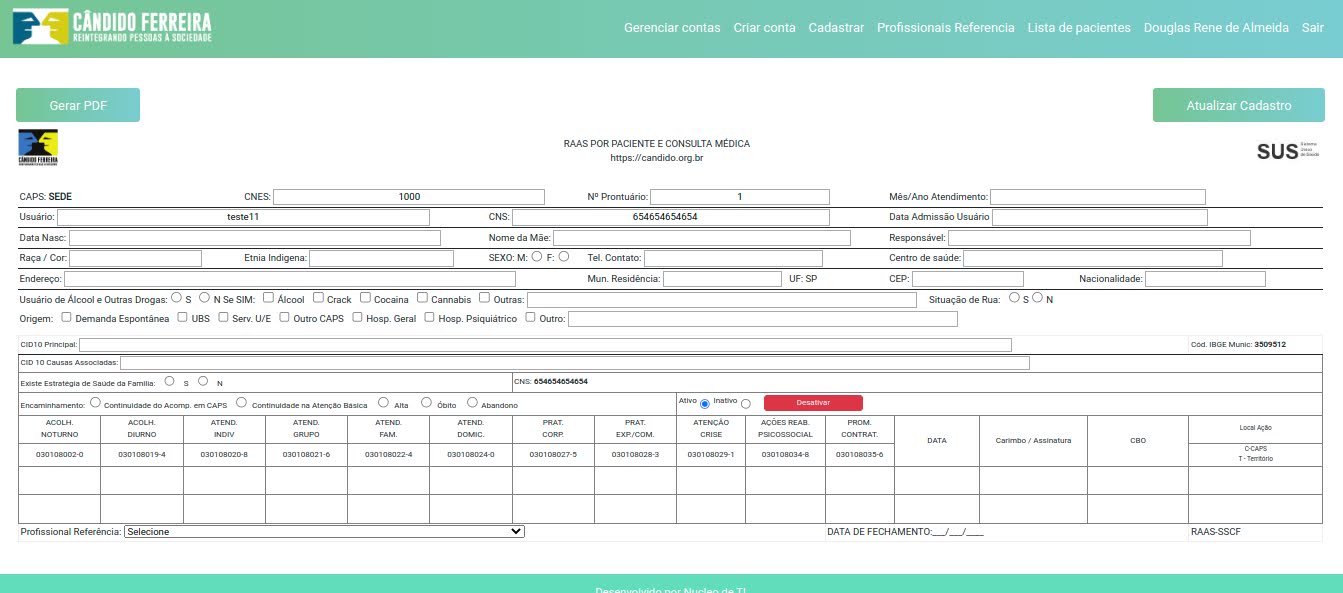 CÂNDIDO FERREIRA
REINTEGRANDO PESSOAS À SOCIEDADE
Gerenciar contas Criar conta Cadastrar Profissionais Referencia Lista de pacientes Douglas Rene de Almeida Sair
Gerar PDF Atualizar Cadastro
CÂNDIDO FERREIRA
RAAS POR PACIENTE E CONSULTA MÉDICA
https://candido.org.br
SUS Sistema Único de Saúde
CAPS: SEDE CNES: 1000 Nº Prontuário: 1 Mês/Ano Atendimento:
Usuário: teste11 CNS: 654654654654 Data Admissão Usuário
Data Nasc: Nome da Mãe: Responsável:
Raça / Cor: Etnia Indigena: SEXO: M: F: Tel. Contato: Centro de saúde:
Endereço: Mun. Residência: UF: SP CEP: Nacionalidade:
Usuário de Álcool e Outras Drogas: S N Se SIM: Álcool Crack Cocaina Cannabis Outras: Situação de Rua: S N
Origem: Demanda Espontânea UBS Serv. U/E Outro CAPS Hosp. Geral Hosp. Psiquiátrico Outro:
CID10 Principal: Cód. IBGE Munic: 3509512
CID 10 Causas Associadas:
Existe Estratégia de Saúde da Familia: S N CNS: 654654654654
Encaminhamento: Continuidade do Acomp. em CAPS Continuidade na Atenção Básica Alta Óbito Abandono Ativo Inativo Desativar
ACOLH. NOTURNO ACOLH. DIURNO ATEND. INDIV ATEND. GRUPO ATEND. FAM. ATEND. DOMIC. PRAT. CORP. PRAT. EXP./COM. ATENÇÃO CRISE AÇÕES REAB. PSICOSSOCIAL PROM. CONTRAT. DATA Carimbo / Assinatura CBO Local Ação
030108002-0 030108019-4 030108020-8 030108021-6 030108022-4 030108024-0 030108027-5 030108028-3 030108029-1 030108034-8 030108035-6 C-CAPS
T - Território
Profissional Referência: Selecione DATA DE FECHAMENTO:___/___/____ RAAS-SSCF
Desenvolvido por Nucleo de TI